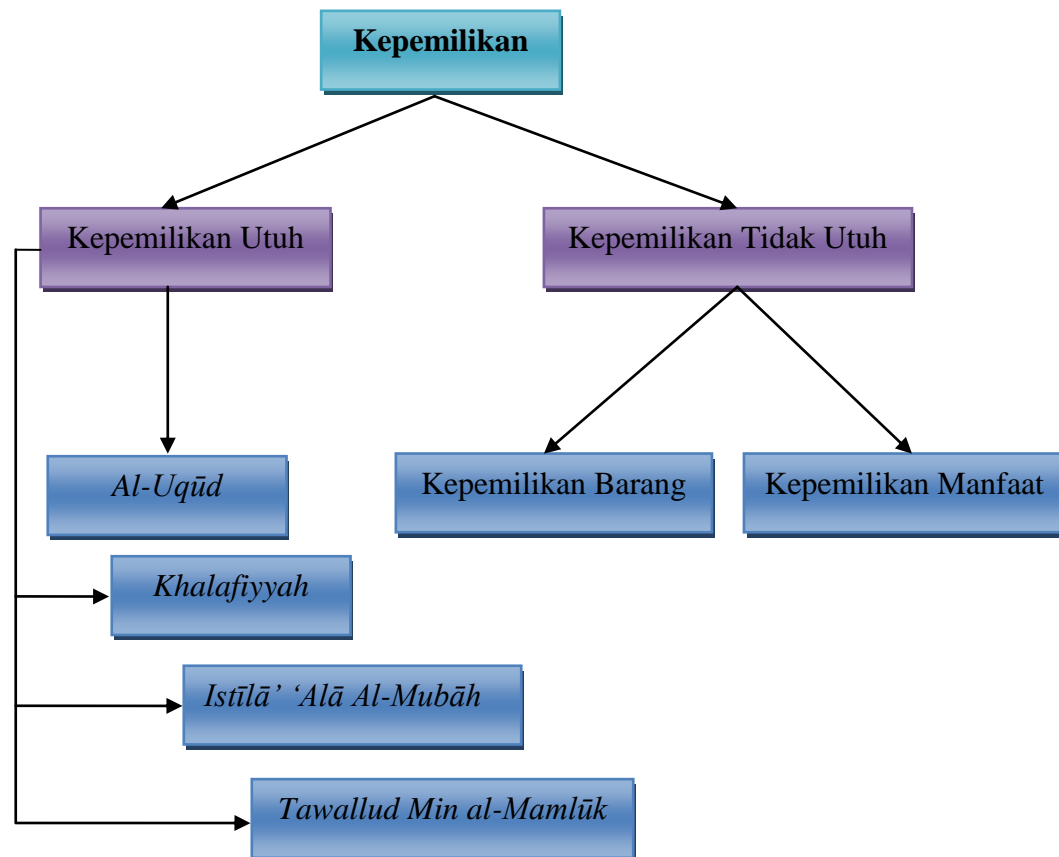 Kepemilikan
Kepemilikan Utuh
Kepemilikan Tidak Utuh
Al-Uqūd
Kepemilikan Barang
Kepemilikan Manfaat
Khalafiyyah
Istīlā’ ‘Alā Al-Mubāh
Tawallud Min al-Mamlūk